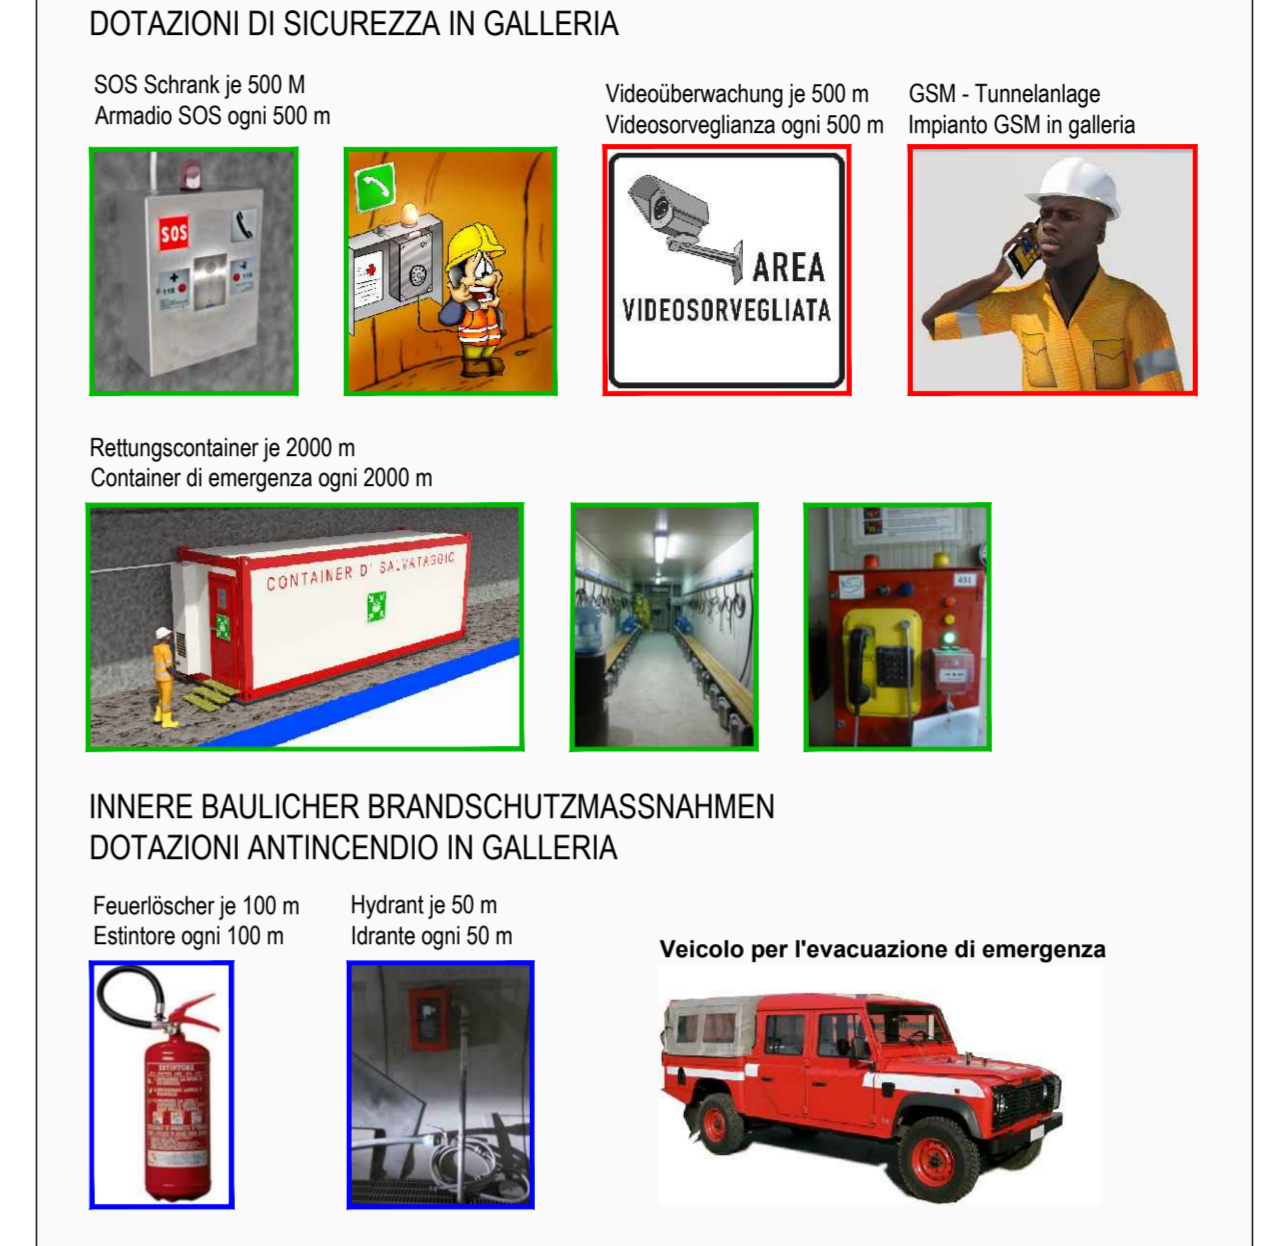 DOTAZIONI DI SICUREZZA IN GALLERIA
SOS Schrank je 500 M
Armadio SOS ogni 500 m
Videoüberwachung je 500 m
Videosorveglianza ogni 500 m
GSM - Tunnelanlage
Impianto GSM in galleria
SOS
118
AREA
VIDEOSORVEGLIATA
Rettungscontainer je 2000 m
Container di emergenza ogni 2000 m
CONTAINER DI SALVATAGGIO
431
INNERE BAULICHER BRANDSCHUTZMASSNAHMEN
DOTAZIONI ANTINCENDIO IN GALLERIA
Feuerlöscher je 100 m
Estintore ogni 100 m
Hydrant je 50 m
Idrante ogni 50 m
Veicolo per l'evacuazione di emergenza
ESTINTORE